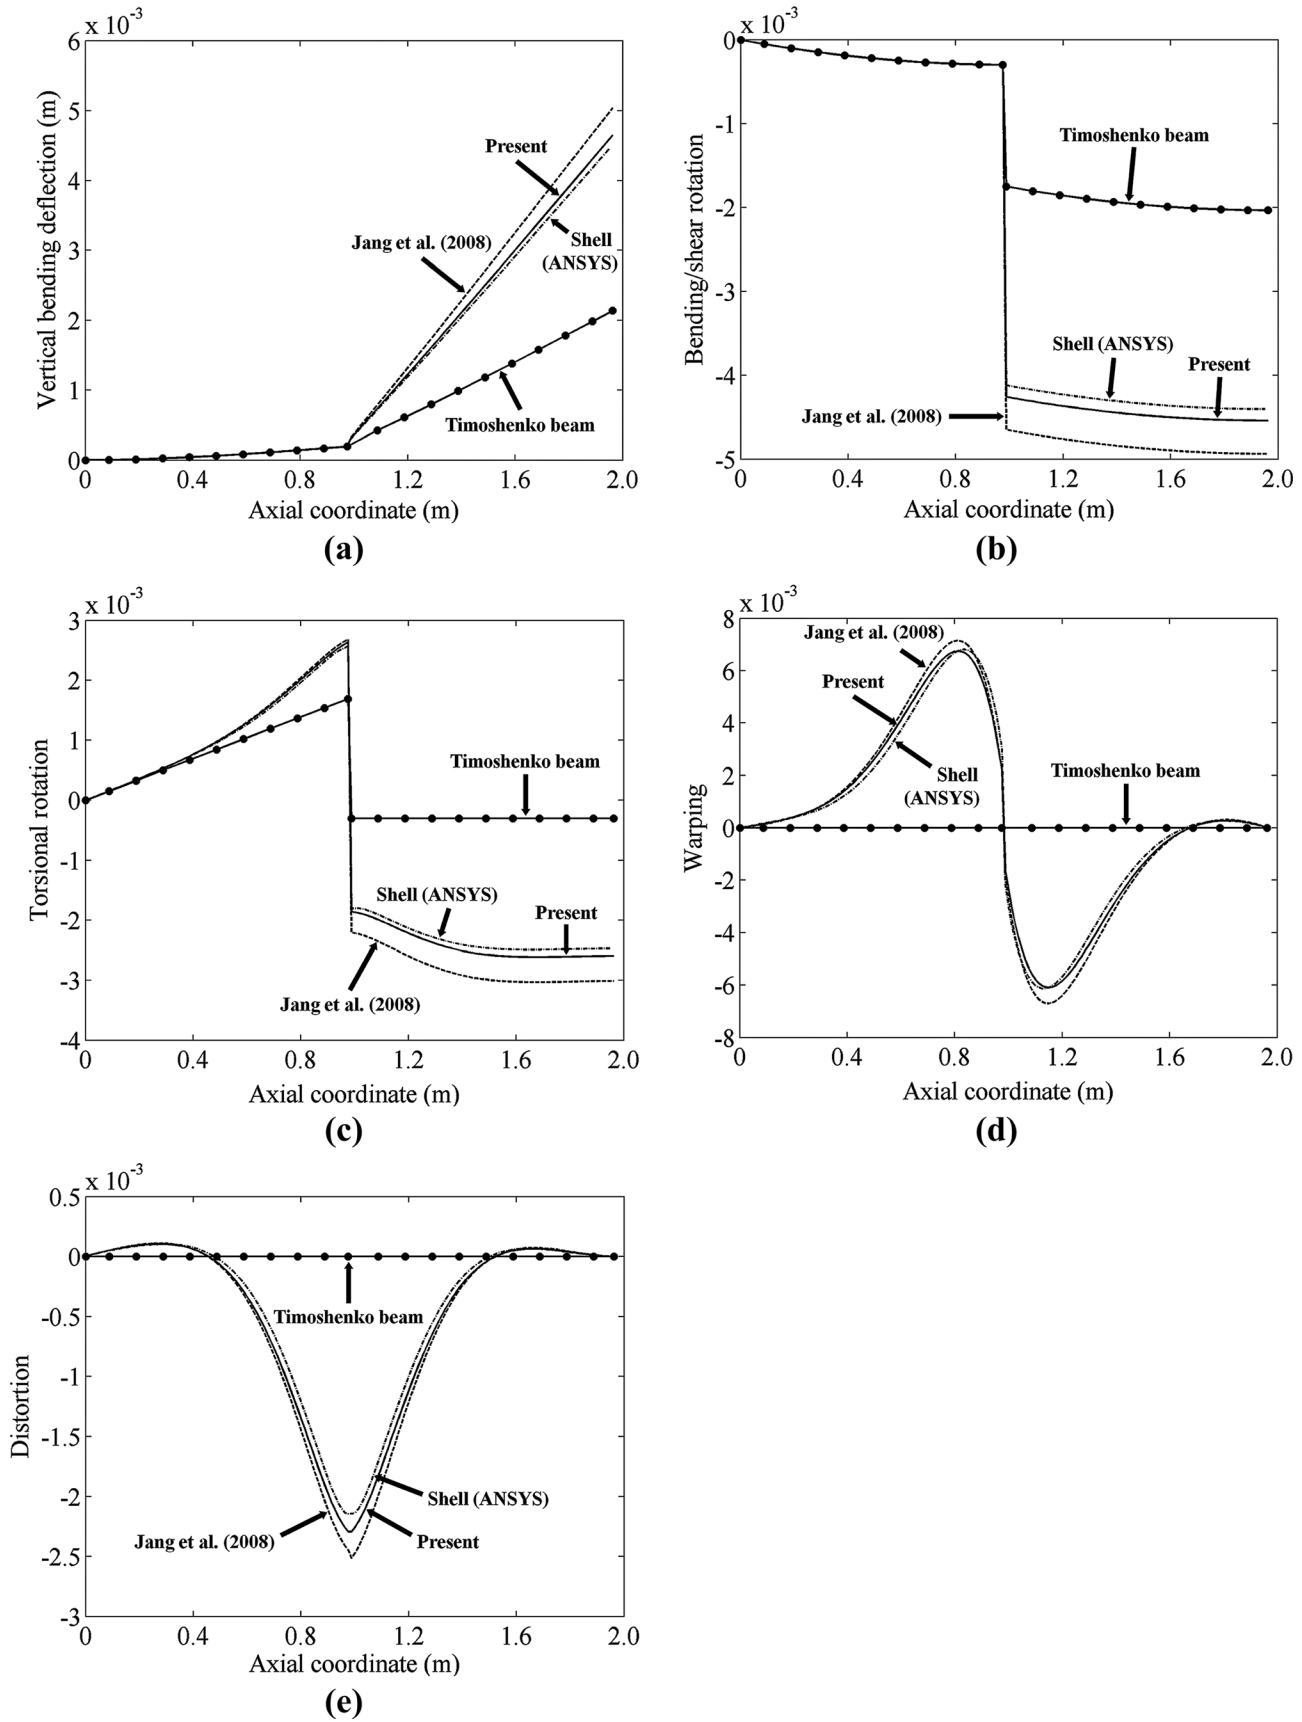 x 10-3
6
5
4
3
2
1
0
Vertical bending deflection (m)
Present
Jang et al. (2008)
Shell
(ANSYS)
Timoshenko beam
0 0.4 0.8 1.2 1.6 2.0
Axial coordinate (m)
(a)
x 10-3
0
-1
-2
-3
-4
-5
Bending/shear rotation
Timoshenko beam
Shell (ANSYS)
Present
Jang et al. (2008)
0 0.4 0.8 1.2 1.6 2.0
Axial coordinate (m)
(b)
x 10-3
3
2
1
0
-1
-2
-3
-4
Torsional rotation
Timoshenko beam
Shell (ANSYS)
Present
Jang et al. (2008)
0 0.4 0.8 1.2 1.6 2.0
Axial coordinate (m)
(c)
x 10-3
8
6
4
2
0
-2
-4
-6
-8
Warping
Jang et al. (2008)
Present
Shell
(ANSYS)
Timoshenko beam
0 0.4 0.8 1.2 1.6 2.0
Axial coordinate (m)
(d)
x 10-3
0.5
0
-0.5
-1
-1.5
-2
-2.5
-3
Distortion
Timoshenko beam
Shell (ANSYS)
Jang et al. (2008)
Present
0 0.4 0.8 1.2 1.6 2.0
Axial coordinate (m)
(e)